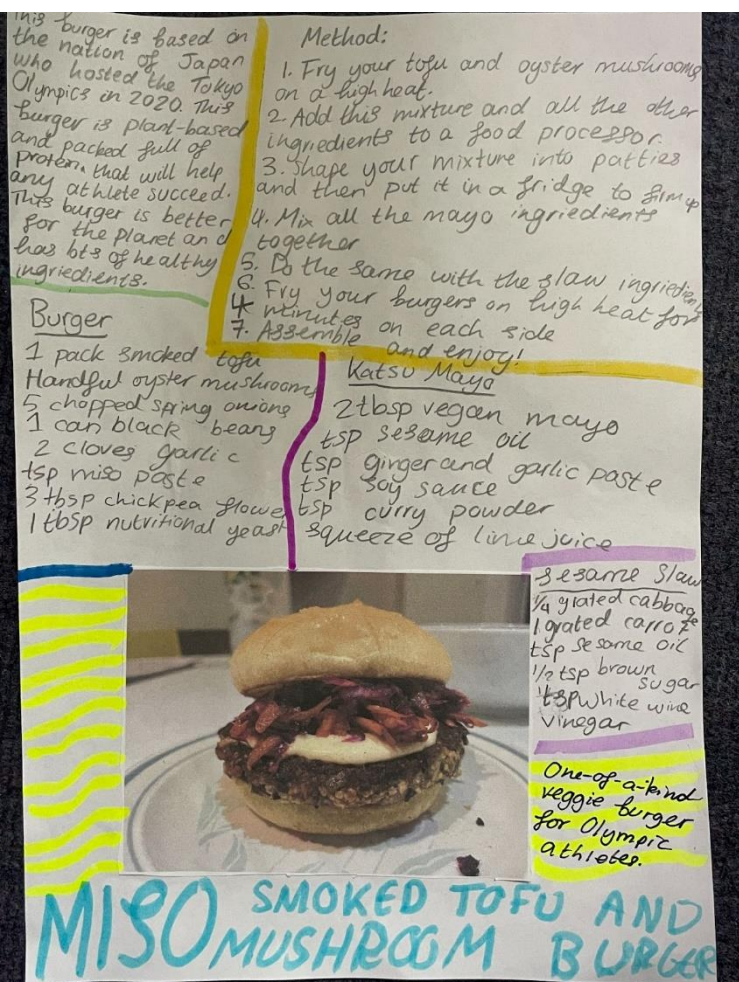 This burger is based on
the nation of Japan
who hosted the Tokyo
Olympics in 2020. This
burger is plant-based
and packed full of
Protein, that will help
any athlete succeed.
This burger is better
for the planet and
has lots of healthy
ingriedients.
Method:
1. Fry your tofu and oyster mushrooms
on a high heat.
2. Add this mixture and all the other
ingriedients to a food processor.
3. Shape your mixture into patties
and then put it in a fridge to firm up
4. Mix all the mayo ingriedients
together
5. Do the same with the slaw ingriedients
6. Fry your burgers on high heat for
4 minutes on each side
7. Assemble and enjoy!
Burger
1 pack smoked tofu
Handful oyster mushrooms
5 chopped spring onions
1 can black beans
2 cloves garlic
tsp miso paste
3 tbsp chickpea flower
1 tbsp nutritional yeast
Katsu Mayo
2tbsp vegan mayo
tsp sesame oil
tsp ginger and garlic paste
tsp soy sauce
tsp curry powder
squeeze of lime juice
Sesame Slaw
1/4 grated cabbage
1 grated carrot
tsp sesame oil
1/2 tsp brown
sugar
1 tsp white wine
vinegar
One-of-a-kind
veggie burger
for Olympic
athletes.
MISO SMOKED TOFU AND
MUSHROOM BURGER